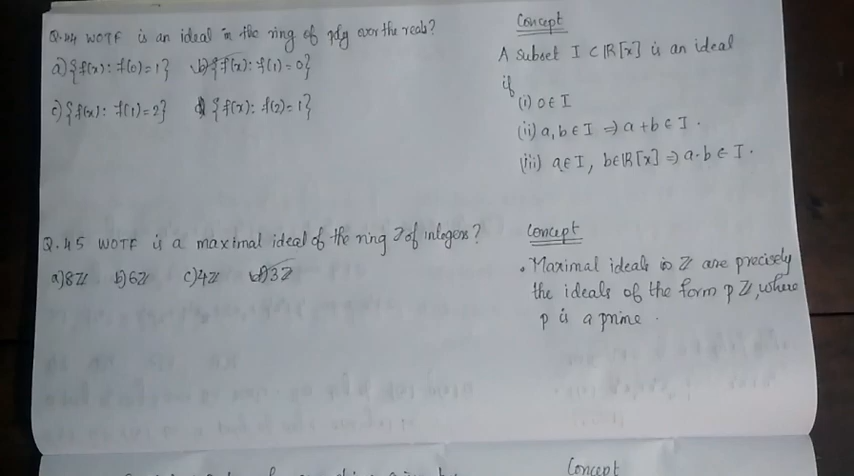 Q.44 WOTF is an ideal in the ring of poly over the reals?
a) {f(x): f(0)=1} b) {f(x): f(1)=0}
c) {f(x): f(1)=2} d) {f(x): f(2)=1}
Concept
A subset I ⊂ IR[x] is an ideal
if
(i) 0 ∈ I
(ii) a, b ∈ I ⇒ a+b ∈ I.
(iii) a ∈ I, b ∈ IR[x] ⇒ a·b ∈ I.
Q.45 WOTF is a maximal ideal of the ring Z of integers?
a) 8Z b) 6Z c) 4Z d) 3Z
Concept
• Maximal ideals in Z are precisely
the ideals of the form pZ, where
p is a prime.
Concept